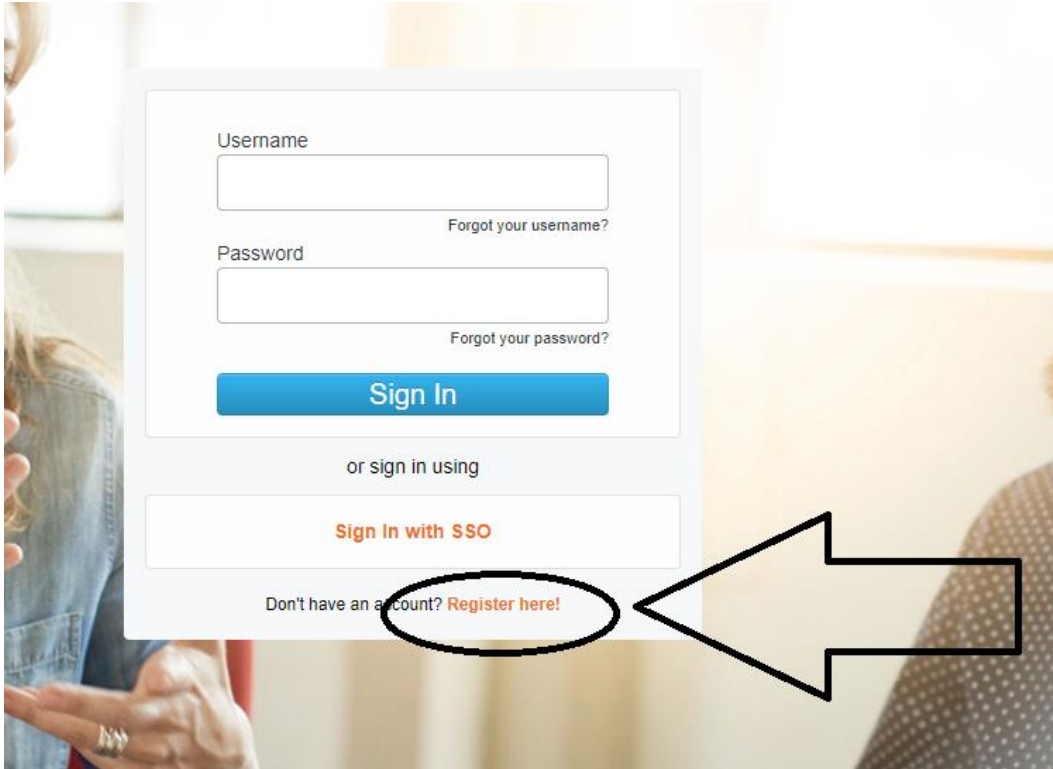 Username
Forgot your username?
Password
Forgot your password?
Sign In
or sign in using
Sign In with SSO
Don't have an account? Register here!